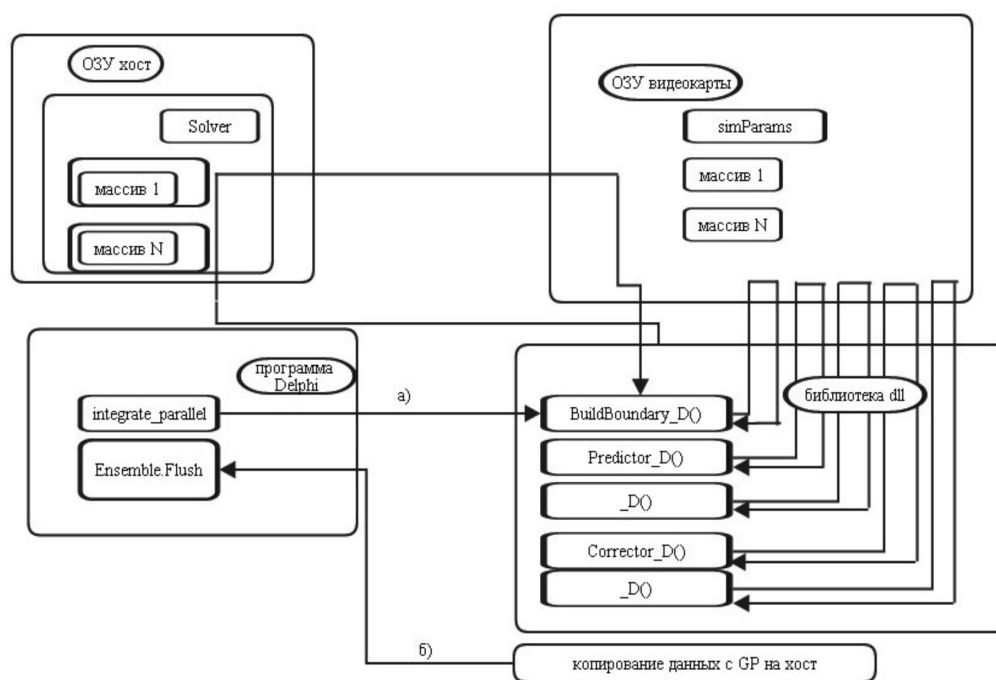 ОЗУ хост
Solver
массив 1
массив N
ОЗУ видеокарты
simParams
массив 1
массив N
программа
Delphi
integrate_parallel
Ensemble.Flush
а)
б)
библиотека dll
BuildBoundary_D()
Predictor_D()
_D()
Corrector_D()
_D()
копирование данных с GP на хост